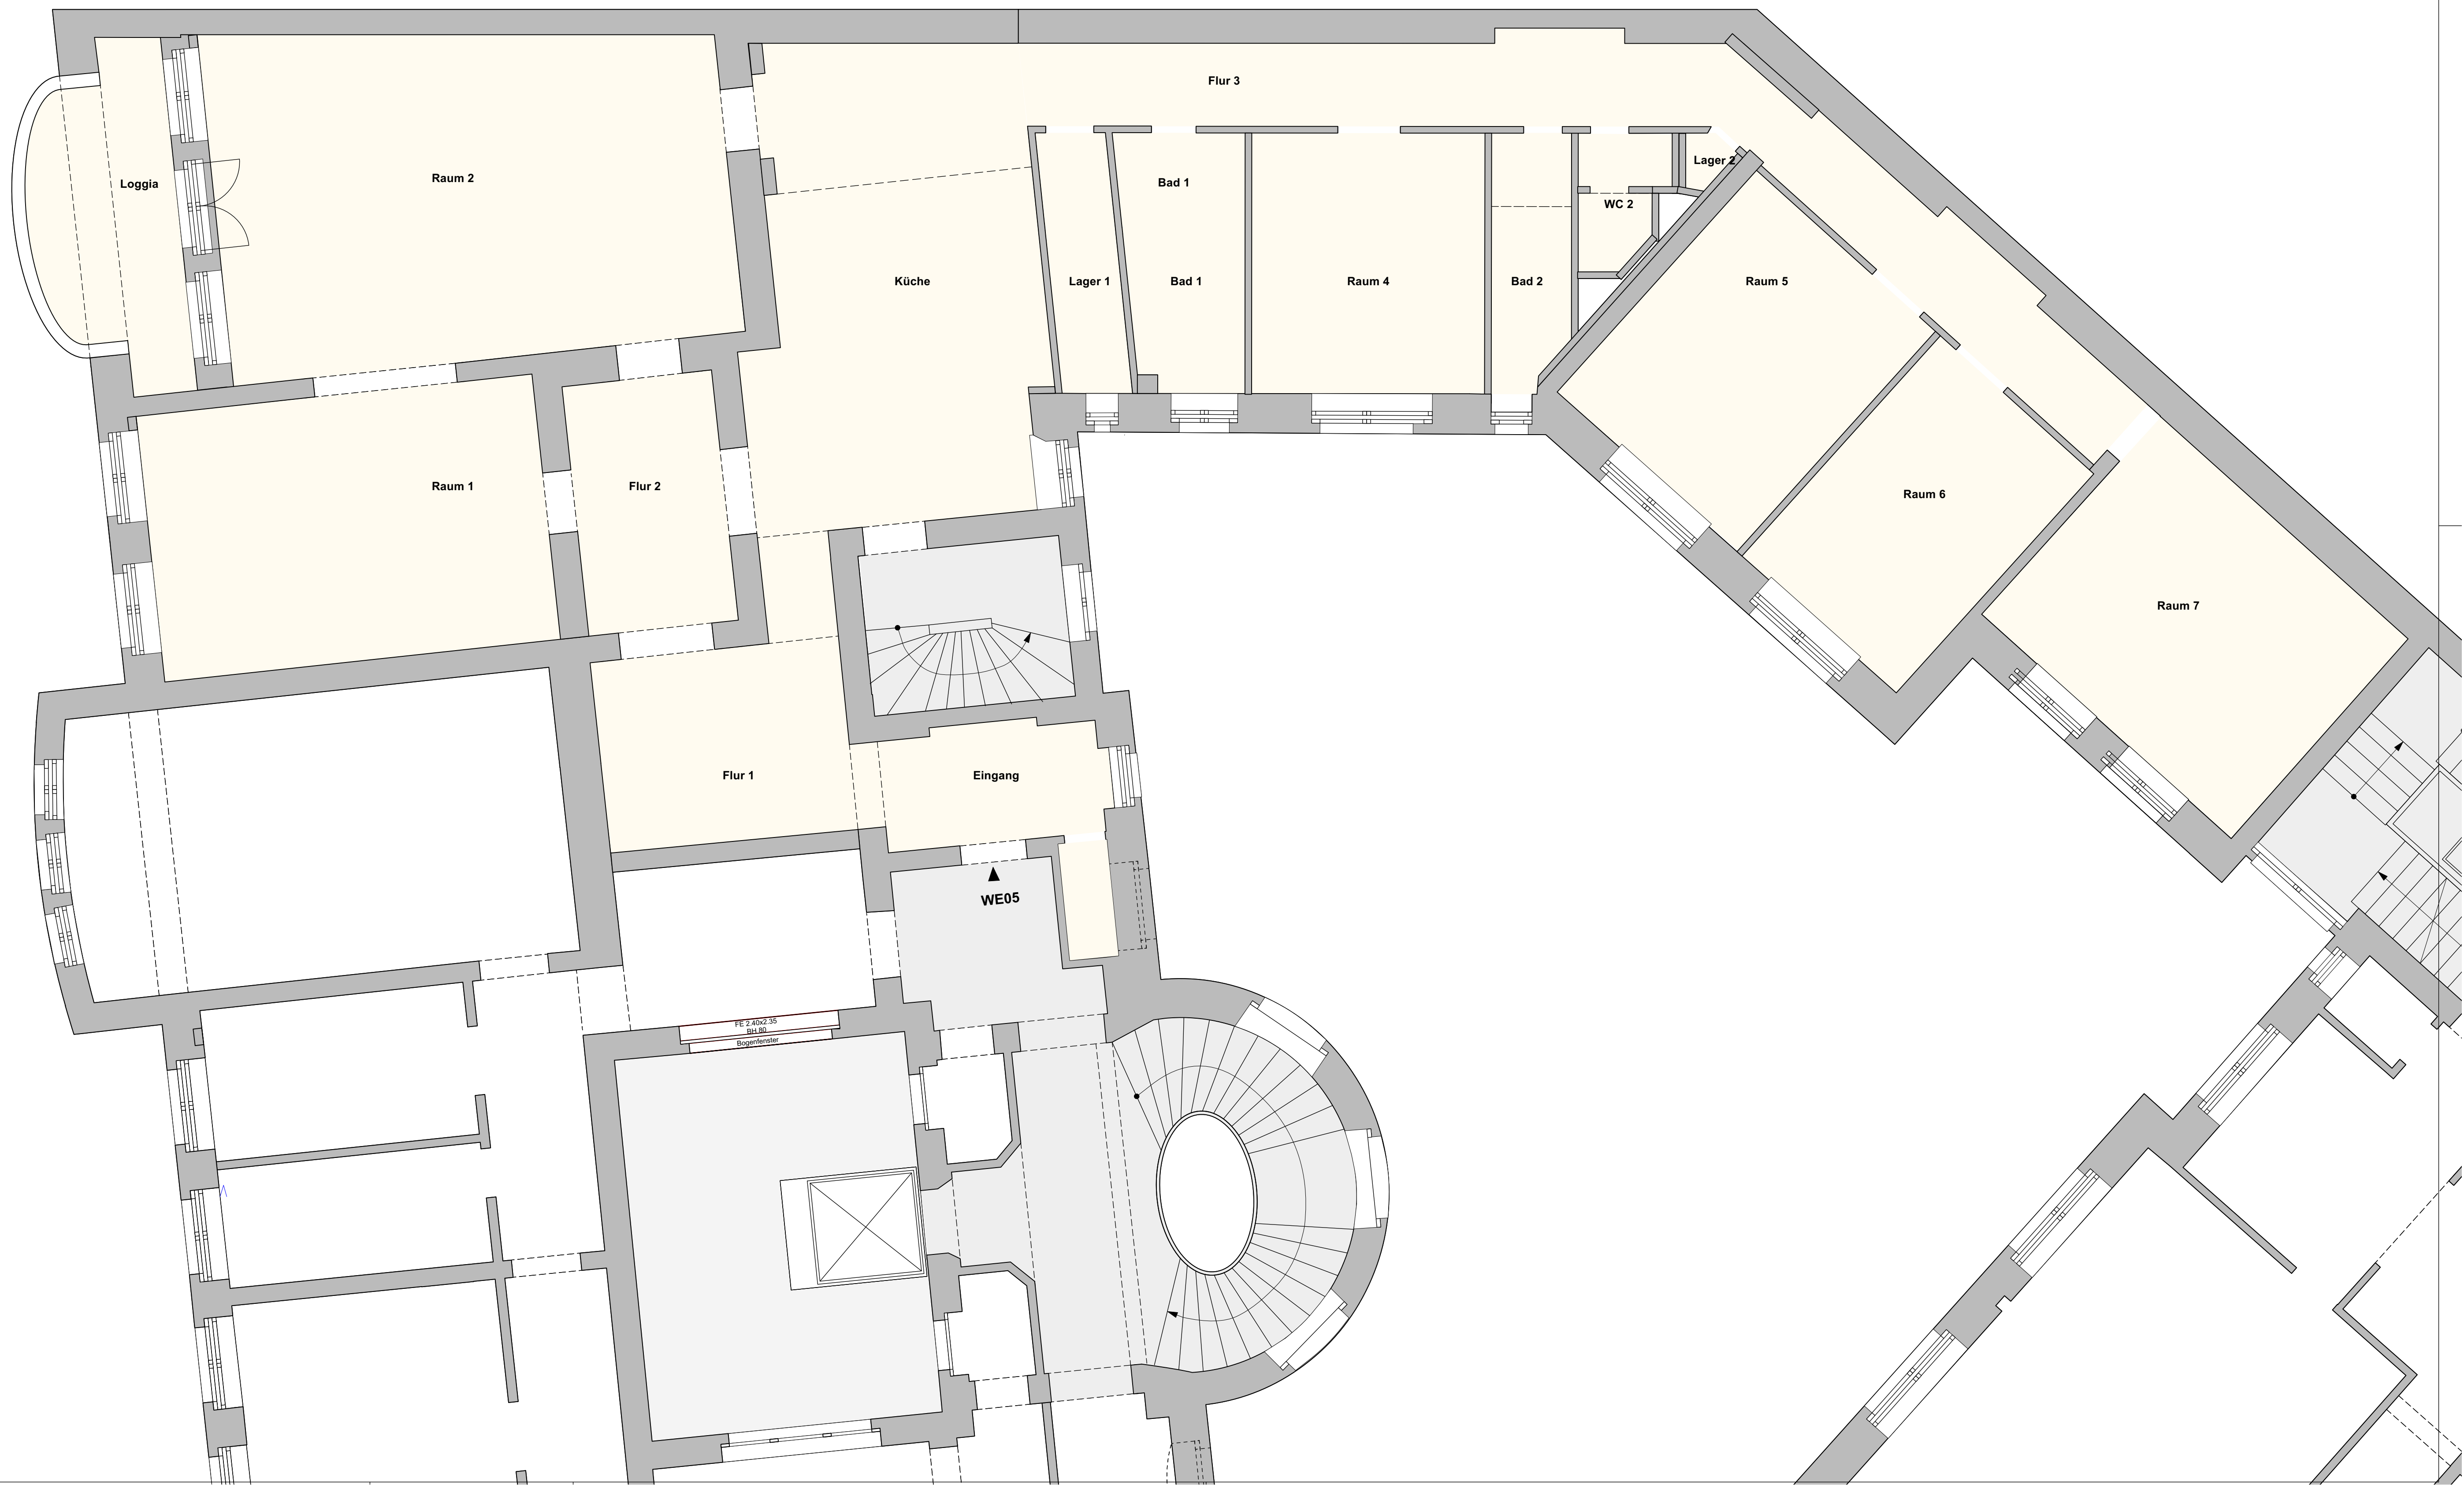 Flur 3
Lager 2
Loggia
Raum 2
Bad 1
WC 2
Küche
Lager 1
Bad 1
Raum 4
Bad 2
Raum 5
Raum 1
Flur 2
Raum 6
Raum 7
Flur 1
Eingang
WE05
FE 2.40x2.35
BH 80
Bogenfenster